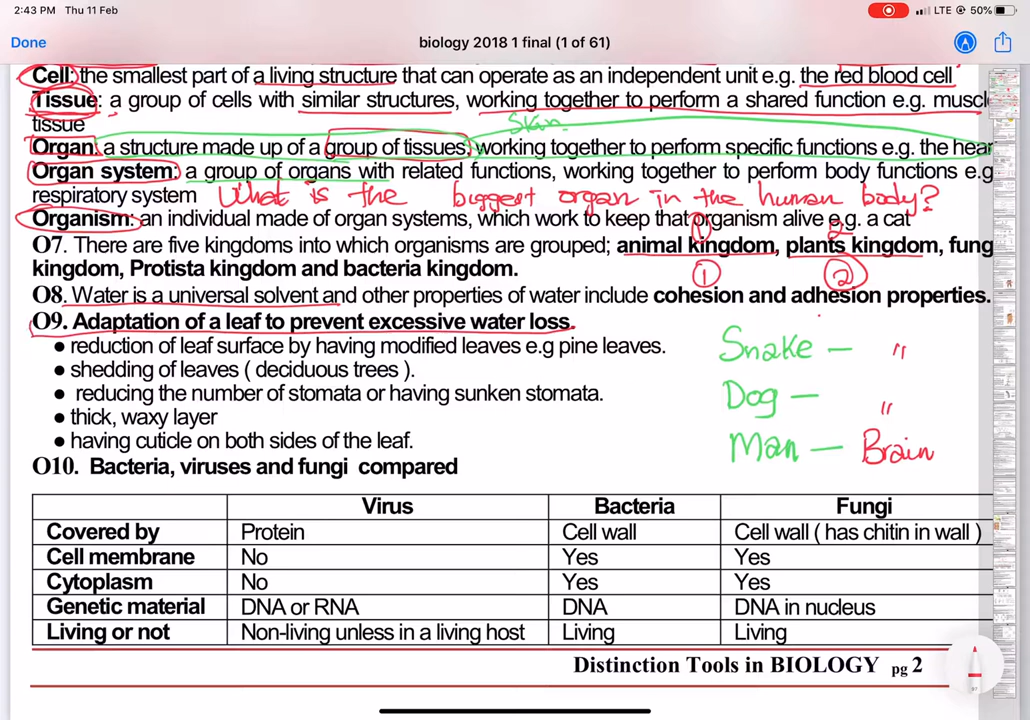 2:43 PM Thu 11 Feb
LTE 50%
Done
biology 2018 1 final (1 of 61)
Cell: the smallest part of a living structure that can operate as an independent unit e.g. the red blood cell
Tissue: a group of cells with similar structures, working together to perform a shared function e.g. muscle
tissue
Skin
Organ: a structure made up of a group of tissues, working together to perform specific functions e.g. the hear
Organ system: a group of organs with related functions, working together to perform body functions e.g
respiratory system What is the biggest organ in the human body?
Organism: an individual made of organ systems, which work to keep that organism alive e.g. a cat
1 2
O7. There are five kingdoms into which organisms are grouped; animal kingdom, plants kingdom, fung
kingdom, Protista kingdom and bacteria kingdom. 1 2
O8. Water is a universal solvent and other properties of water include cohesion and adhesion properties.
O9. Adaptation of a leaf to prevent excessive water loss.
• reduction of leaf surface by having modified leaves e.g pine leaves.
• shedding of leaves ( deciduous trees ).
• reducing the number of stomata or having sunken stomata.
• thick, waxy layer
• having cuticle on both sides of the leaf.
Snake — "
Dog — "
Man — Brain
O10. Bacteria, viruses and fungi compared
Virus Bacteria Fungi
Covered by Protein Cell wall Cell wall ( has chitin in wall )
Cell membrane No Yes Yes
Cytoplasm No Yes Yes
Genetic material DNA or RNA DNA DNA in nucleus
Living or not Non-living unless in a living host Living Living
Distinction Tools in BIOLOGY pg 2